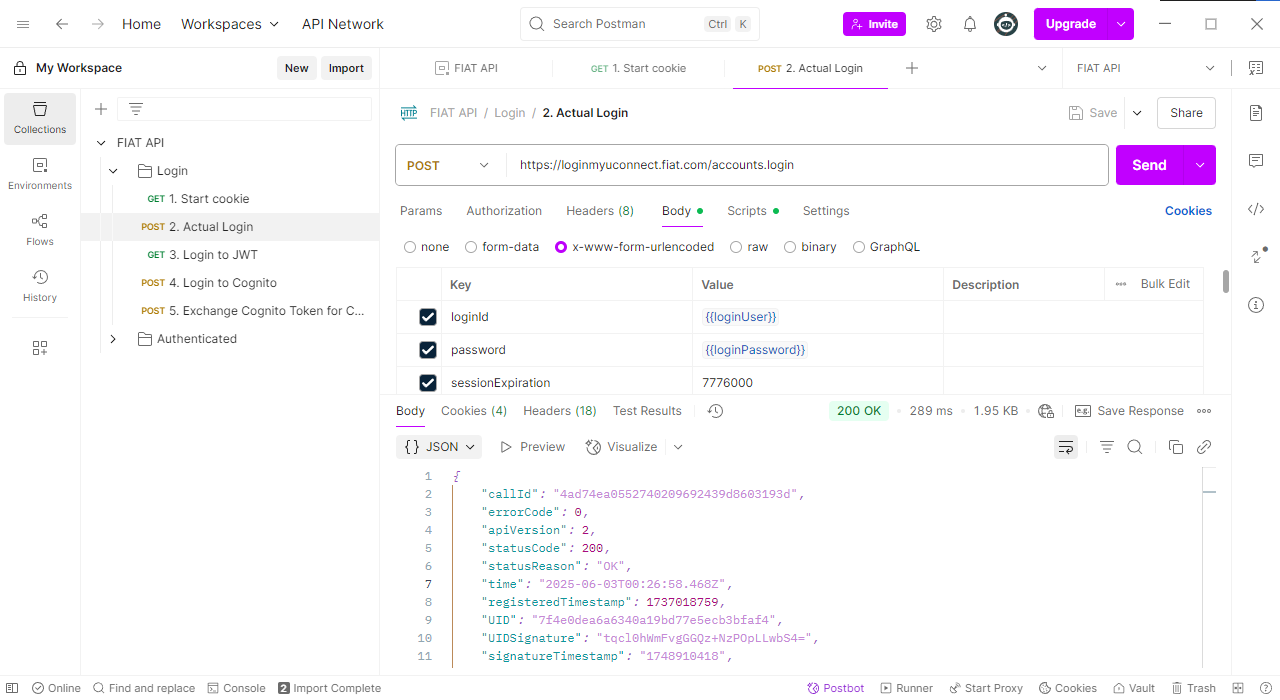 Home Workspaces API Network Search Postman Ctrl K Invite Upgrade
My Workspace New Import FIAT API GET 1. Start cookie POST 2. Actual Login FIAT API
Collections
Environments
Flows
History
FIAT API
Login
GET 1. Start cookie
POST 2. Actual Login
GET 3. Login to JWT
POST 4. Login to Cognito
POST 5. Exchange Cognito Token for C...
Authenticated
HTTP FIAT API / Login / 2. Actual Login Save Share
POST https://loginmyuconnect.fiat.com/accounts.login Send
Params Authorization Headers (8) Body Scripts Settings Cookies
none form-data x-www-form-urlencoded raw binary GraphQL
Key Value Description Bulk Edit
loginId {{loginUser}}
password {{loginPassword}}
sessionExpiration 7776000
Body Cookies (4) Headers (18) Test Results 200 OK 289 ms 1.95 KB e.g. Save Response
{} JSON Preview Visualize
1 {
2 "callId": "4ad74ea0552740209692439d8603193d",
3 "errorCode": 0,
4 "apiVersion": 2,
5 "statusCode": 200,
6 "statusReason": "OK",
7 "time": "2025-06-03T00:26:58.468Z",
8 "registeredTimestamp": 1737018759,
9 "UID": "7f4e0dea6a6340a19bd77e5ecb3bfaf4",
10 "UIDSignature": "tqcl0hWmFvgGGQz+NzPOpLLwbS4=",
11 "signatureTimestamp": "1748910418",
Online Find and replace Console 2 Import Complete Postbot Runner Start Proxy Cookies Vault Trash